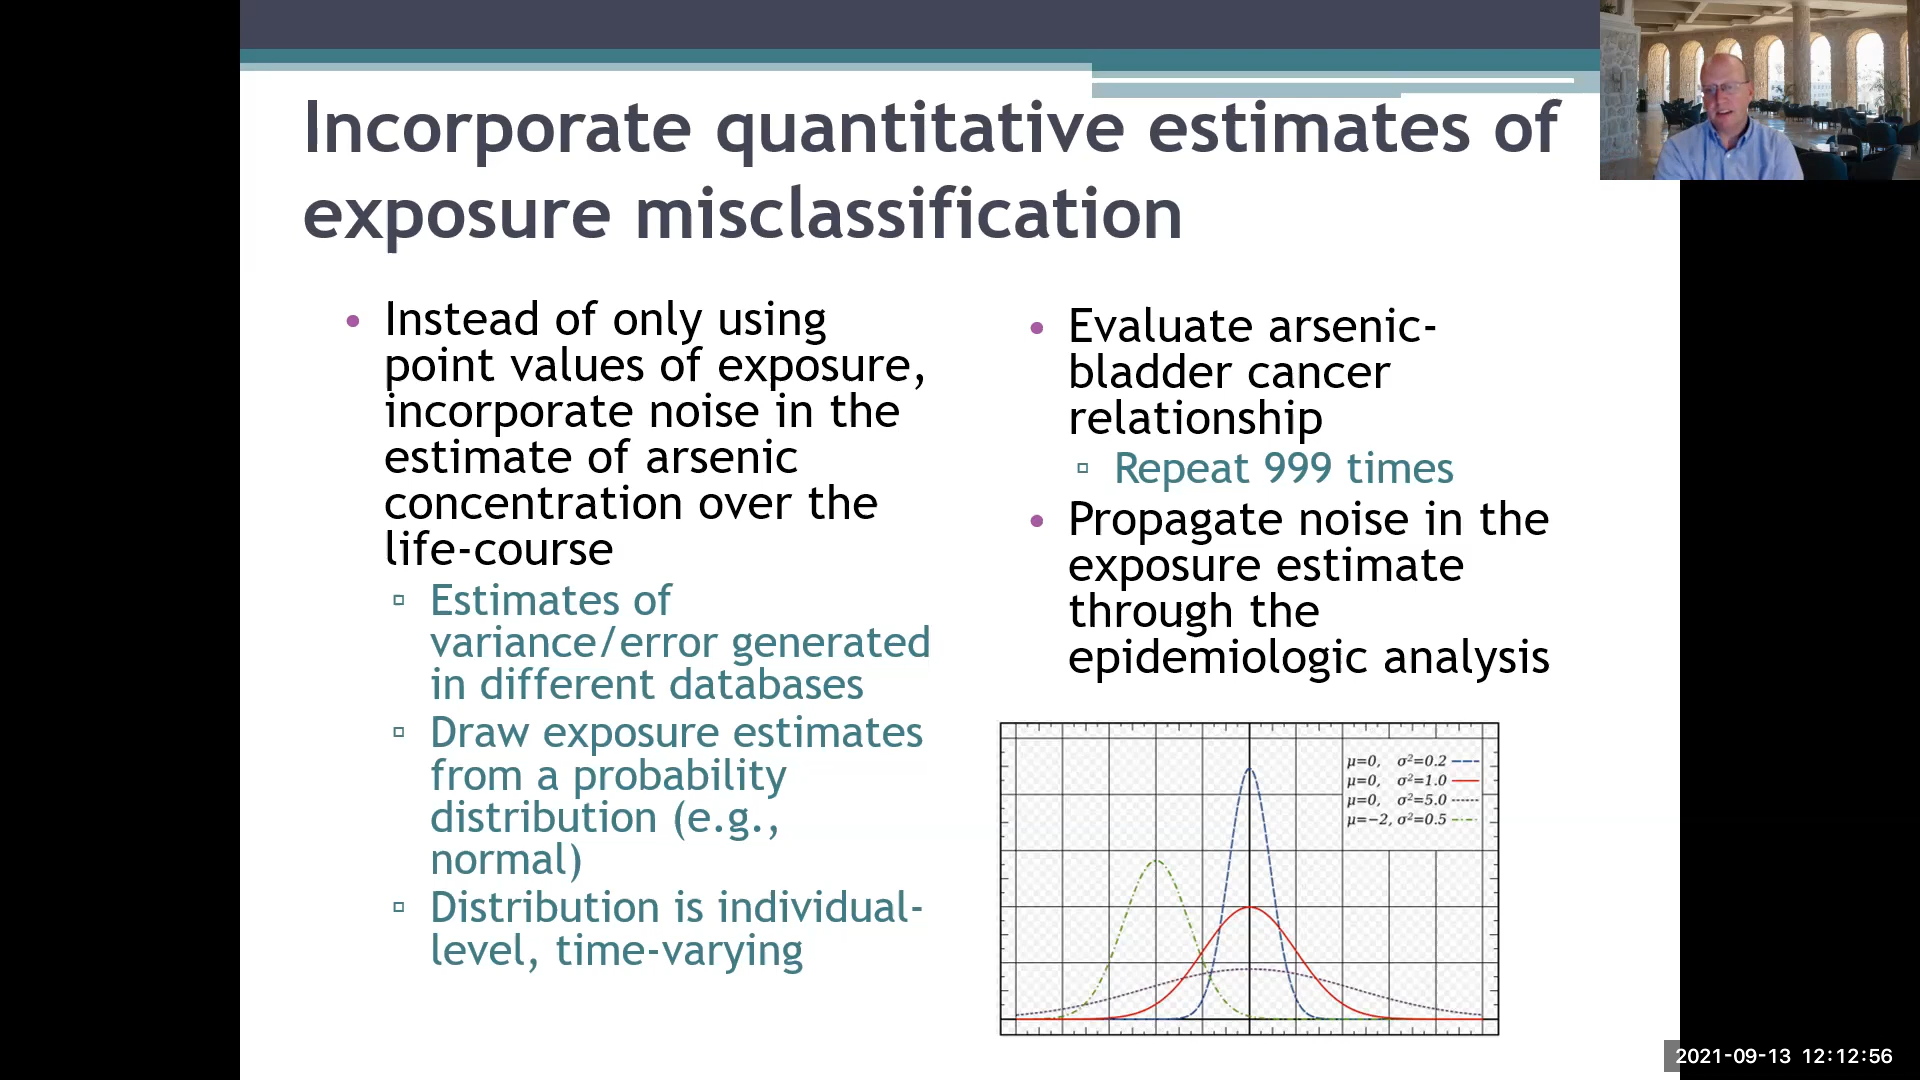 Incorporate quantitative estimates of
exposure misclassification
• Instead of only using
point values of exposure,
incorporate noise in the
estimate of arsenic
concentration over the
life-course
▫ Estimates of
variance/error generated
in different databases
▫ Draw exposure estimates
from a probability
distribution (e.g.,
normal)
▫ Distribution is individual-
level, time-varying
• Evaluate arsenic-
bladder cancer
relationship
▫ Repeat 999 times
• Propagate noise in the
exposure estimate
through the
epidemiologic analysis
μ=0, σ²=0.2
μ=0, σ²=1.0
μ=0, σ²=5.0
μ=−2, σ²=0.5
2021-09-13 12:12:56